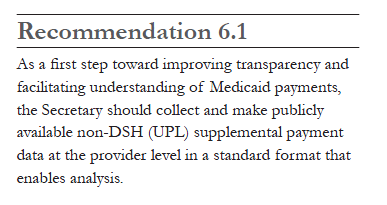 Recommendation 6.1
As a first step toward improving transparency and
facilitating understanding of Medicaid payments,
the Secretary should collect and make publicly
available non-DSH (UPL) supplemental payment
data at the provider level in a standard format that
enables analysis.